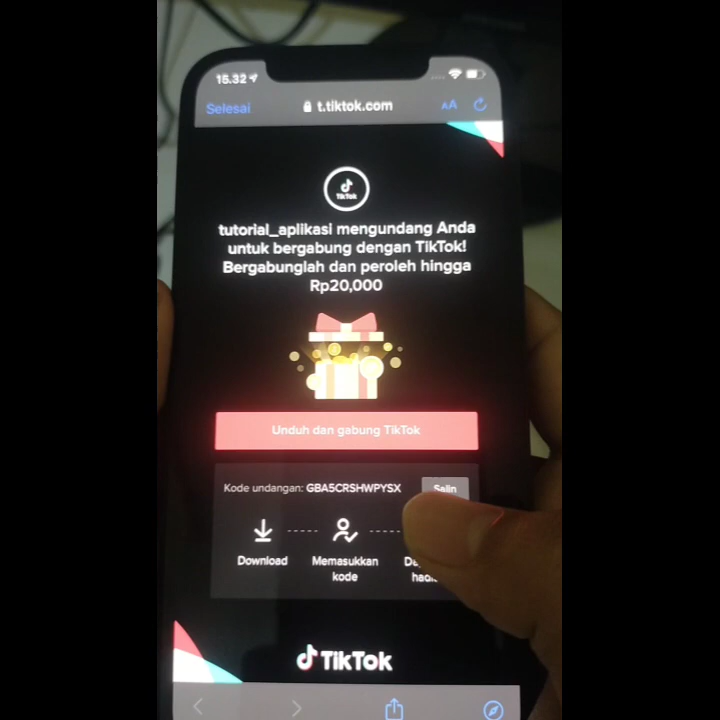 15.32
Selesai
t.tiktok.com
AA
TikTok
tutorial_aplikasi mengundang Anda
untuk bergabung dengan TikTok!
Bergabunglah dan peroleh hingga
Rp20,000
Unduh dan gabung TikTok
Kode undangan: GBA5CRSHWPYSX
Salin
Download
Memasukkan
kode
TikTok